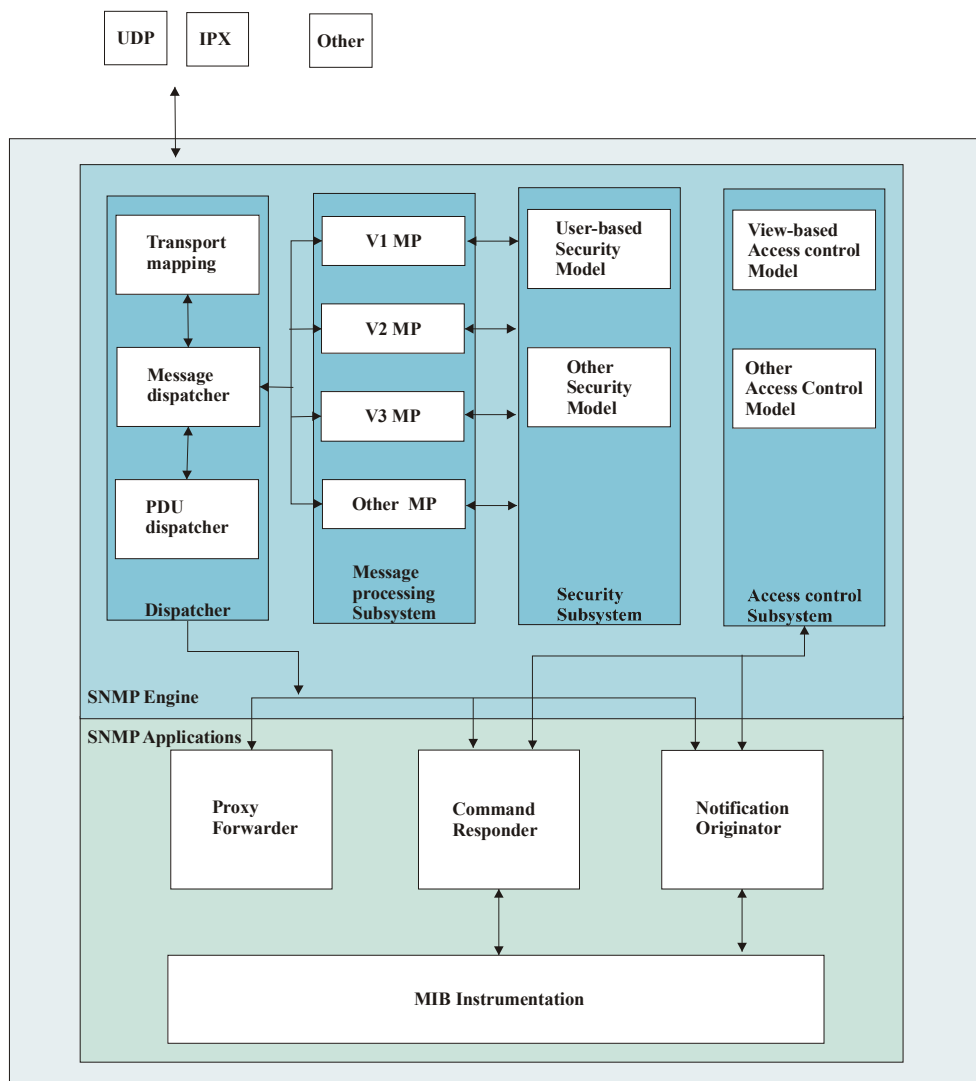 UDP
IPX
Other
Transport
mapping
Message
dispatcher
PDU
dispatcher
Dispatcher
V1 MP
V2 MP
V3 MP
Other MP
Message
processing
Subsystem
User-based
Security
Model
Other
Security
Model
Security
Subsystem
View-based
Access control
Model
Other
Access Control
Model
Access control
Subsystem
SNMP Engine
SNMP Applications
Proxy
Forwarder
Command
Responder
Notification
Originator
MIB Instrumentation